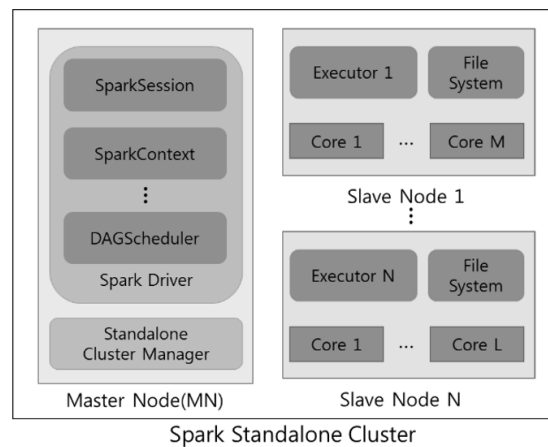 SparkSession
SparkContext
⋮
DAGScheduler
Spark Driver
Standalone
Cluster Manager
Master Node(MN)
Executor 1
File
System
Core 1 ... Core M
Slave Node 1
⋮
Executor N
File
System
Core 1 ... Core L
Slave Node N
Spark Standalone Cluster